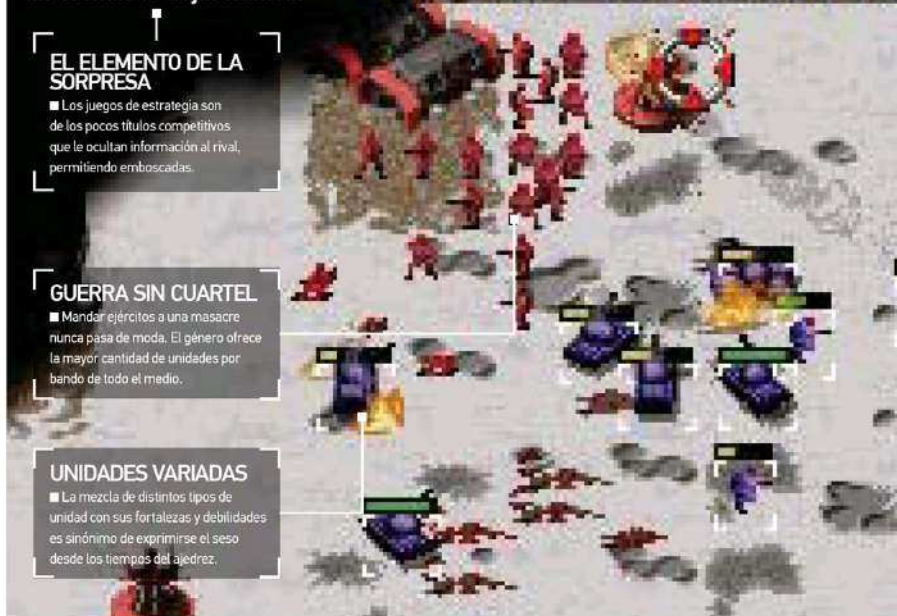 EL ELEMENTO DE LA
SORPRESA
■ Los juegos de estrategia son
de los pocos títulos competitivos
que le ocultan información al rival,
permitiendo emboscadas.
GUERRA SIN CUARTEL
■ Mandar ejércitos a una masacre
nunca pasa de moda. El género ofrece
la mayor cantidad de unidades por
bando de todo el medio.
UNIDADES VARIADAS
■ La mezcla de distintos tipos de
unidad con sus fortalezas y debilidades
es sinónimo de exprimirse el seso
desde los tiempos del ajedrez.